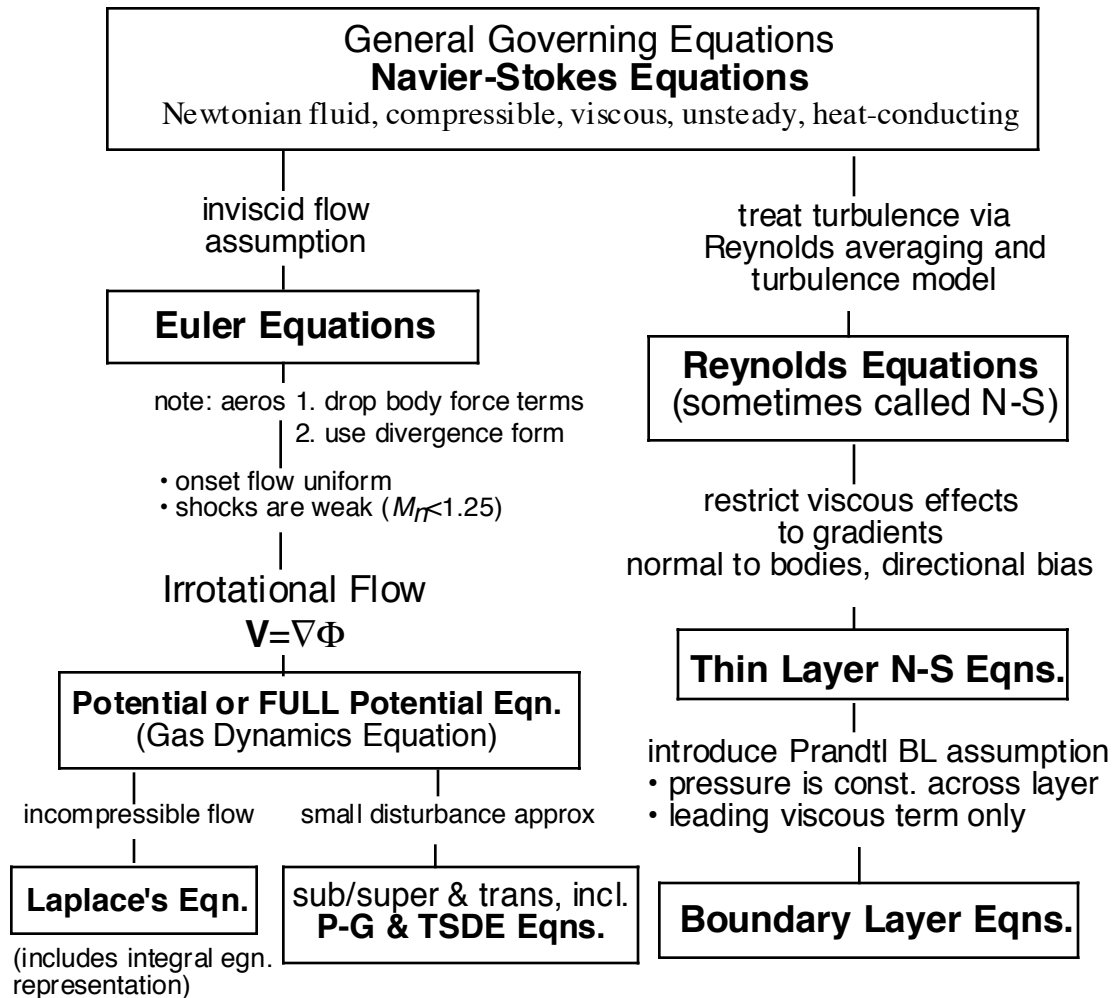 General Governing Equations
Navier-Stokes Equations
Newtonian fluid, compressible, viscous, unsteady, heat-conducting
inviscid flow
assumption
Euler Equations
note: aeros 1. drop body force terms
2. use divergence form
• onset flow uniform
• shocks are weak (Mn<1.25)
Irrotational Flow
V=∇Φ
Potential or FULL Potential Eqn.
(Gas Dynamics Equation)
incompressible flow
Laplace's Eqn.
(includes integral eqn.
representation)
small disturbance approx
sub/super & trans, incl.
P-G & TSDE Eqns.
treat turbulence via
Reynolds averaging and
turbulence model
Reynolds Equations
(sometimes called N-S)
restrict viscous effects
to gradients
normal to bodies, directional bias
Thin Layer N-S Eqns.
introduce Prandtl BL assumption
• pressure is const. across layer
• leading viscous term only
Boundary Layer Eqns.